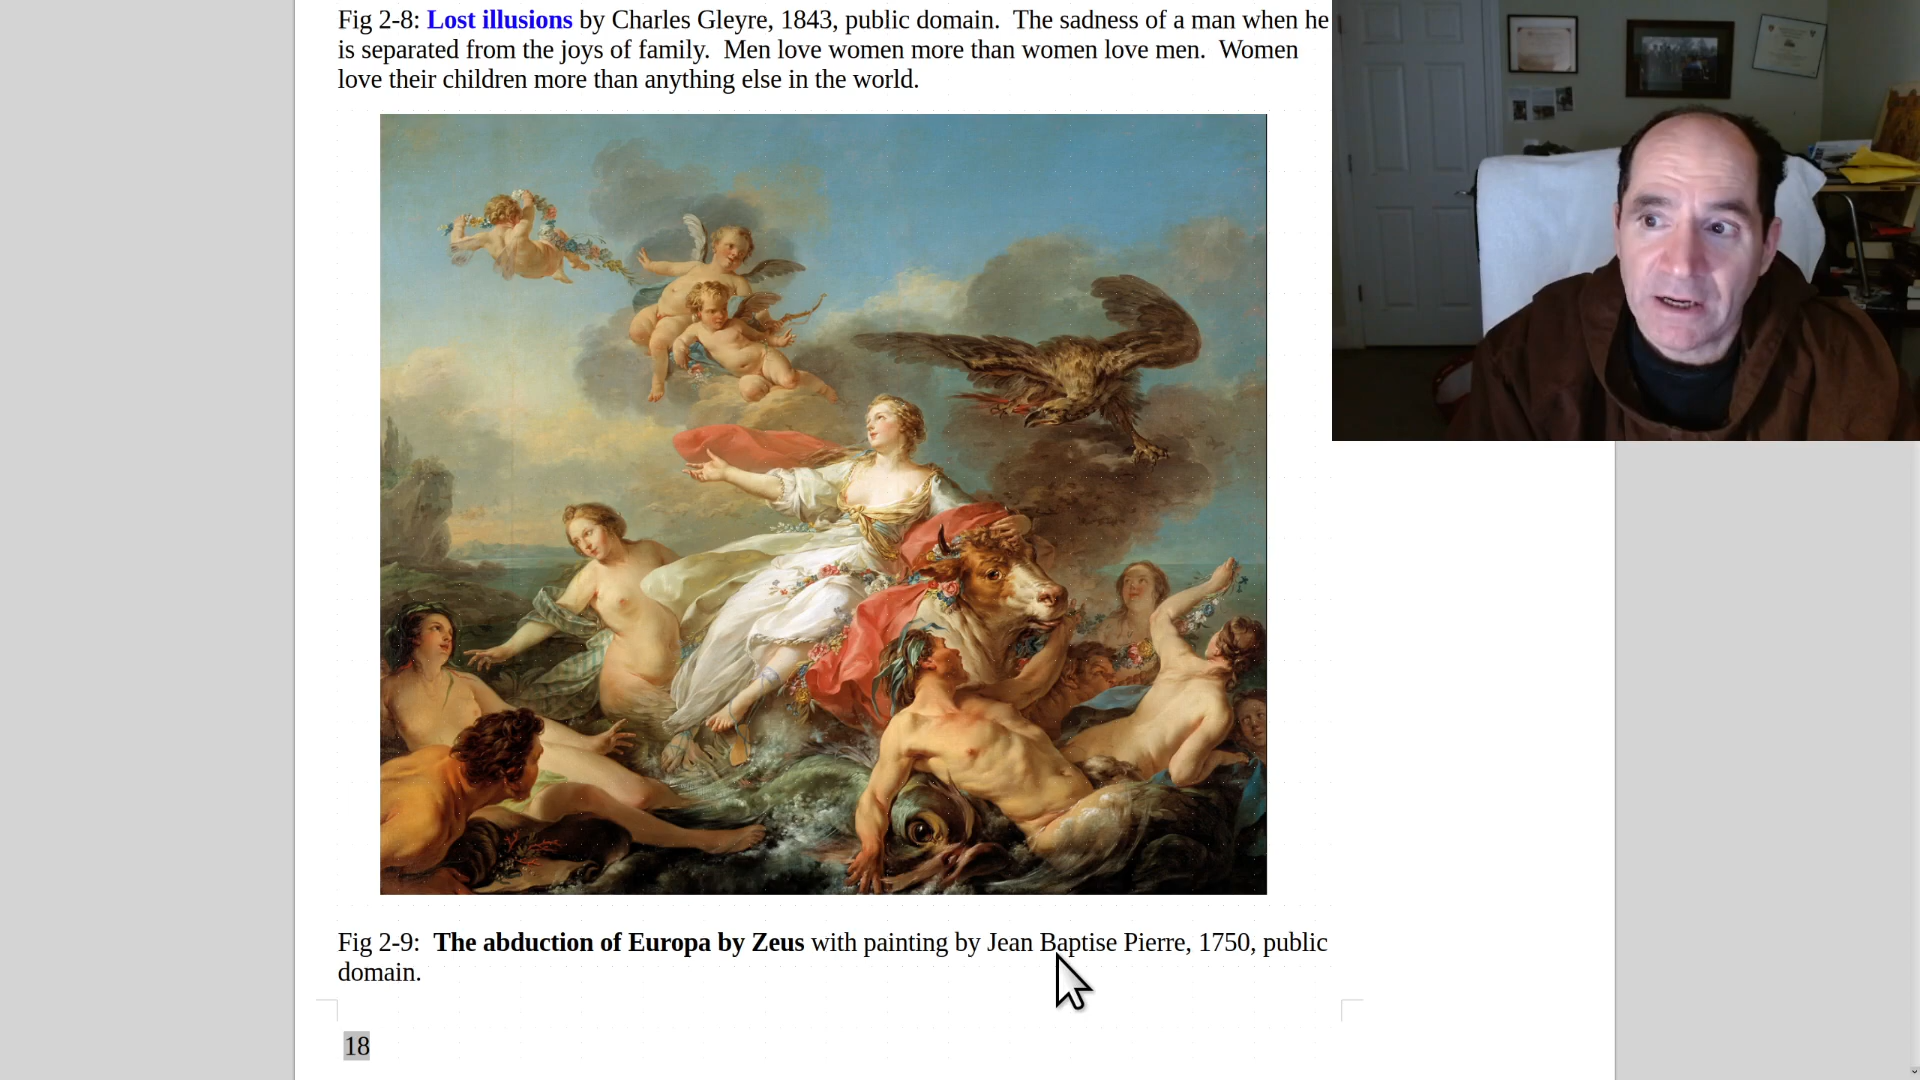 Fig 2-8: Lost illusions by Charles Gleyre, 1843, public domain.  The sadness of a man when he
is separated from the joys of family.  Men love women more than women love men.  Women
love their children more than anything else in the world.
Fig 2-9:  The abduction of Europa by Zeus with painting by Jean Baptise Pierre, 1750, public
domain.
18